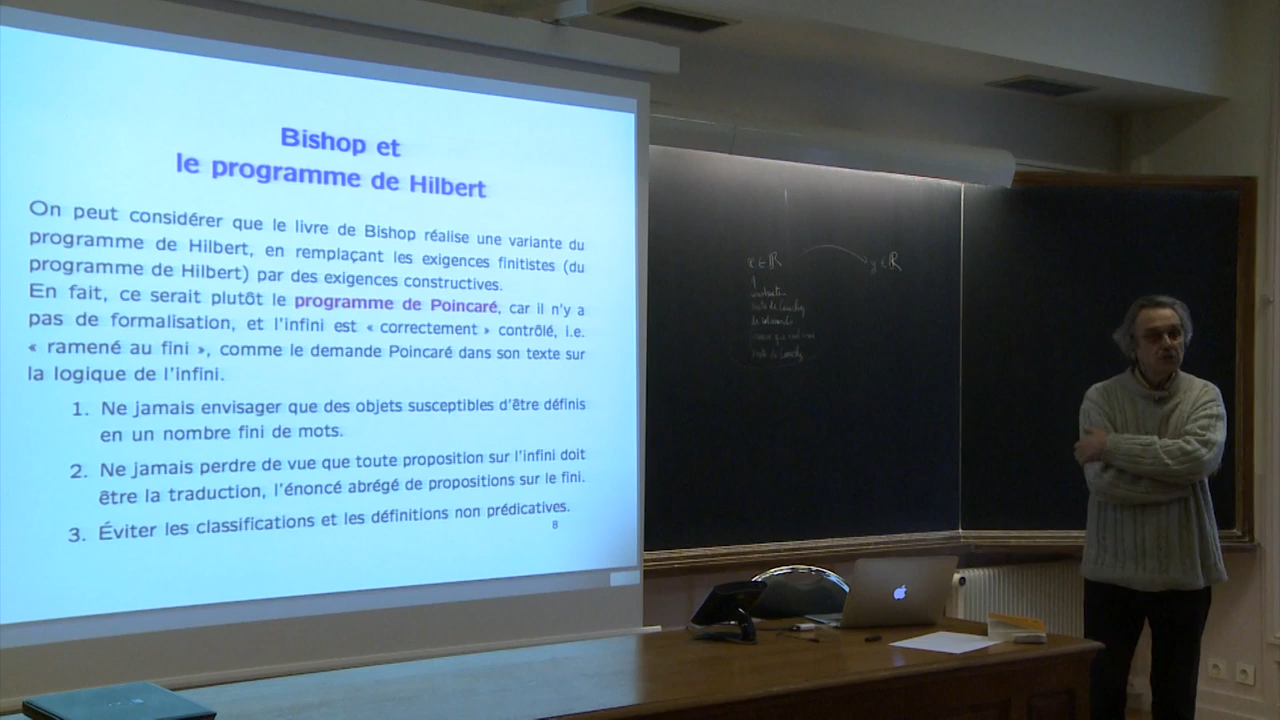 Bishop et
le programme de Hilbert
On peut considérer que le livre de Bishop réalise une variante du
programme de Hilbert, en remplaçant les exigences finitistes (du
programme de Hilbert) par des exigences constructives.
En fait, ce serait plutôt le programme de Poincaré, car il n'y a
pas de formalisation, et l'infini est « correctement » contrôlé, i.e.
« ramené au fini », comme le demande Poincaré dans son texte sur
la logique de l'infini.
1. Ne jamais envisager que des objets susceptibles d'être définis
en un nombre fini de mots.
2. Ne jamais perdre de vue que toute proposition sur l'infini doit
être la traduction, l'énoncé abrégé de propositions sur le fini.
3. Éviter les classifications et les définitions non prédicatives.
8
x ∈ ℝ y ∈ ℝ
suite de Cauchy